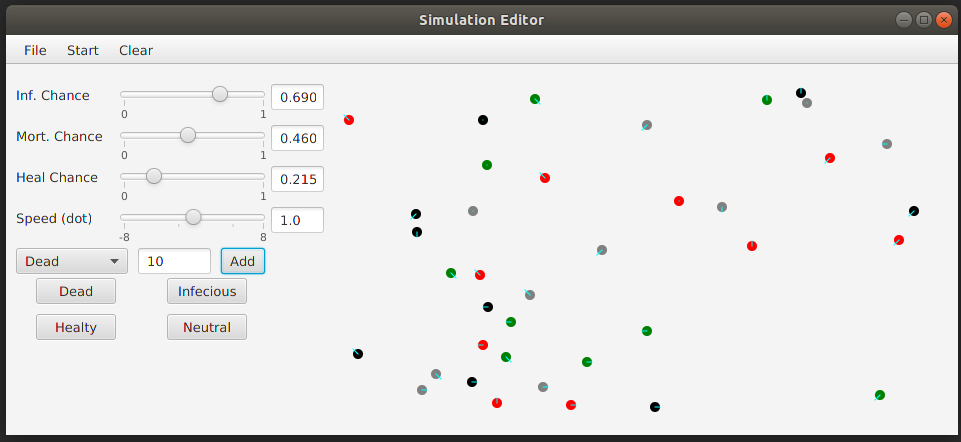 Simulation Editor
File Start Clear
Inf. Chance 0.690
0 1
Mort. Chance 0.460
0 1
Heal Chance 0.215
0 1
Speed (dot) 1.0
-8 8
Dead 10 Add
Dead Infecious
Healty Neutral